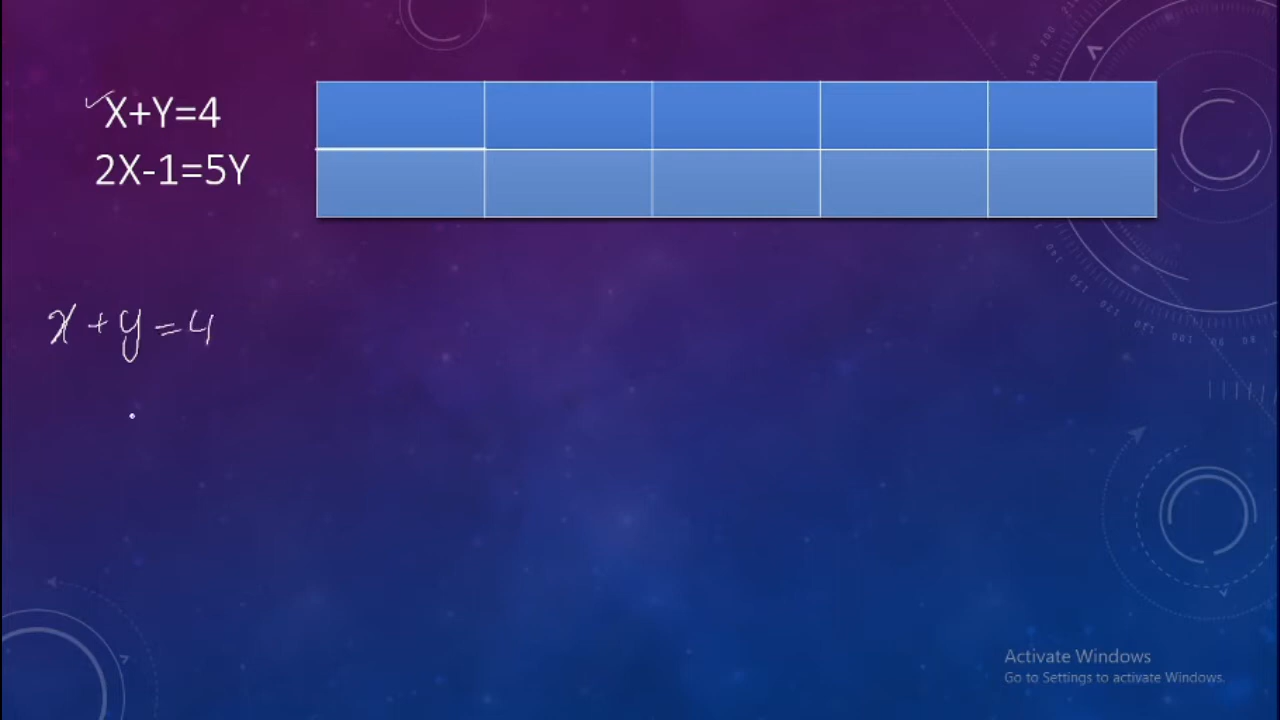 X+Y=4
2X-1=5Y
x+y=4
Activate Windows
Go to Settings to activate Windows.